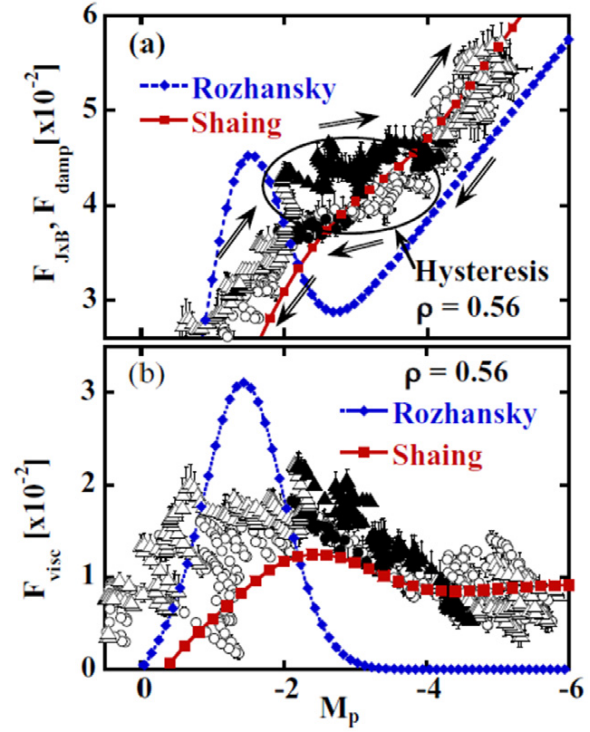 (a)
Rozhansky
Shaing
F_JxB, F_damp [x10^-2]
6
5
4
3
Hysteresis
ρ = 0.56
(b)
ρ = 0.56
Rozhansky
Shaing
F_visc [x10^-2]
3
2
1
0
0 -2 -4 -6
M_p